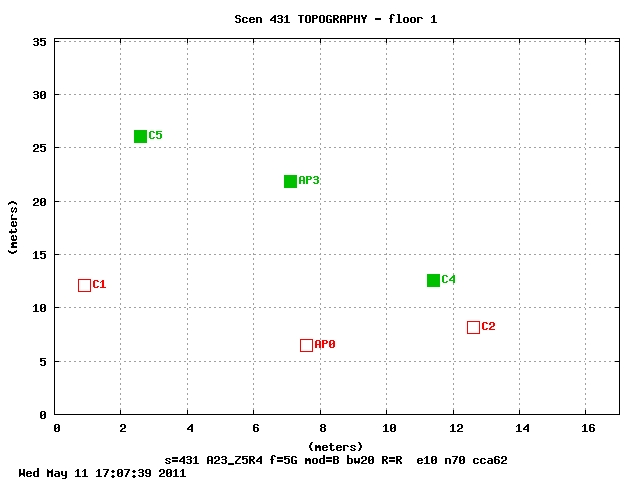 Scen 431 TOPOGRAPHY - floor 1
35
30
C5
25
AP3
20
(meters)
15
C4
C1
10
C2
AP0
5
0
0 2 4 6 8 10 12 14 16
(meters)
s=431 A23_Z5R4 f=5G mod=B bw20 R=R e10 n70 cca62
Wed May 11 17:07:39 2011